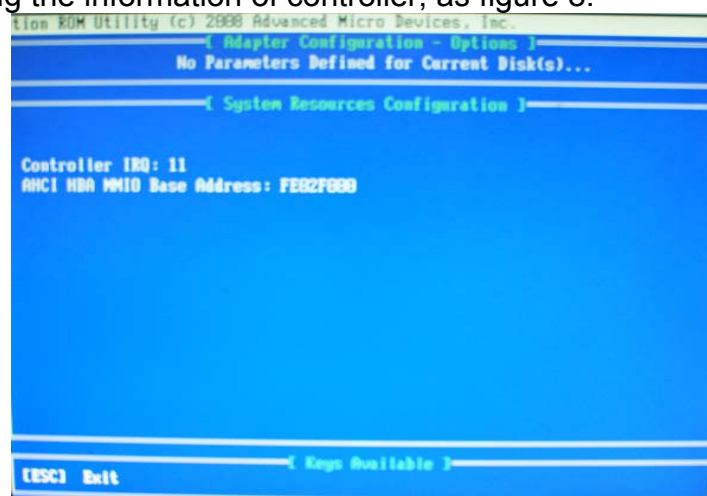 g the information of controller, as figure 8.
tion ROM Utility (c) 2008 Advanced Micro Devices, Inc.
[ Adapter Configuration - Options ]
No Parameters Defined for Current Disk(s)...
[ System Resources Configuration ]
Controller IRQ: 11
AHCI HBA MMIO Base Address: FE02F000
[ Keys Available ]
[ESC] Exit